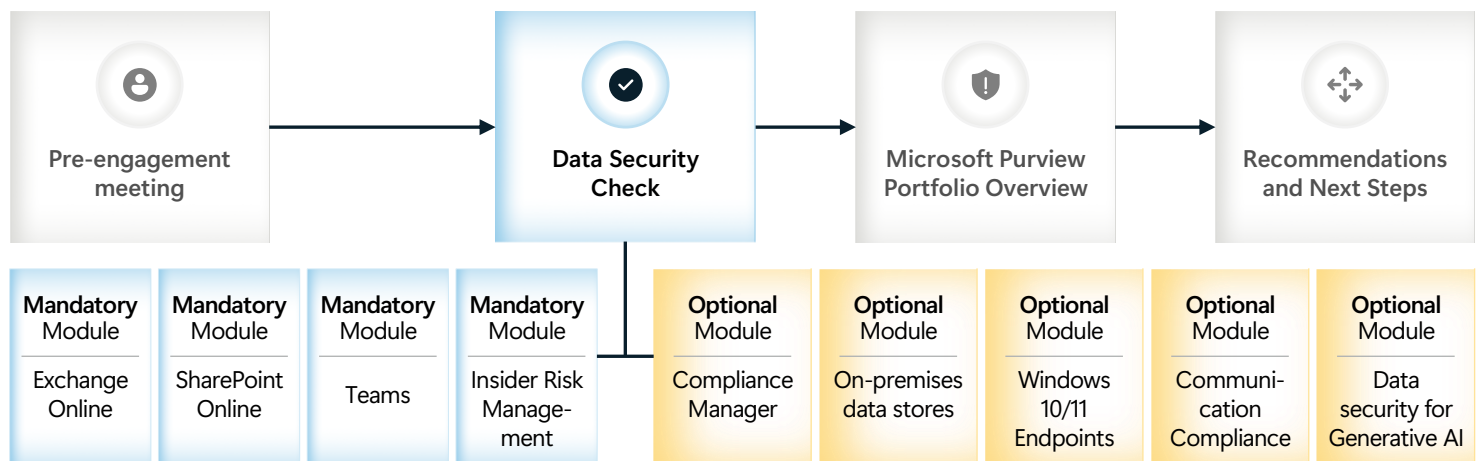 Pre-engagement
meeting
Data Security
Check
Microsoft Purview
Portfolio Overview
Recommendations
and Next Steps
Mandatory
Module
Exchange
Online
Mandatory
Module
SharePoint
Online
Mandatory
Module
Teams
Mandatory
Module
Insider Risk
Manage-
ment
Optional
Module
Compliance
Manager
Optional
Module
On-premises
data stores
Optional
Module
Windows
10/11
Endpoints
Optional
Module
Communi-
cation
Compliance
Optional
Module
Data
security for
Generative AI